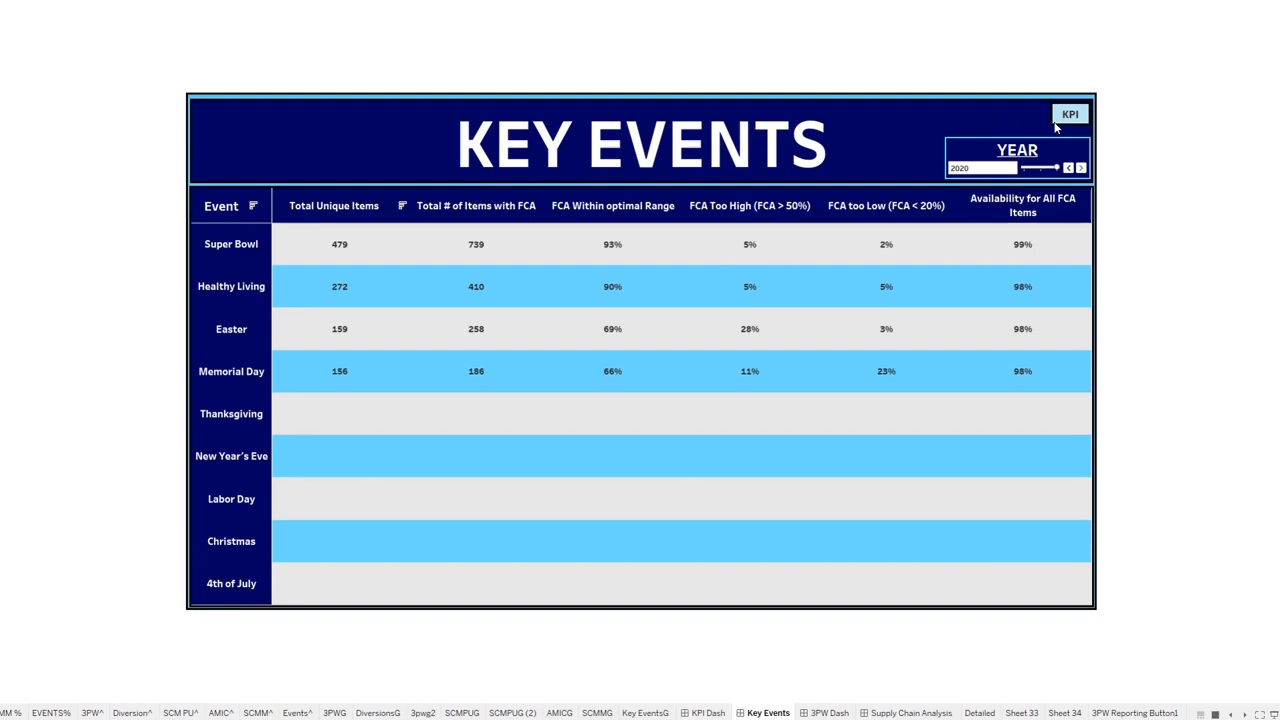 KPI
KEY EVENTS
YEAR
2020
Event Total Unique Items Total # of Items with FCA FCA Within optimal Range FCA Too High (FCA > 50%) FCA too Low (FCA < 20%) Availability for All FCA Items
Super Bowl 479 739 93% 5% 2% 99%
Healthy Living 272 410 90% 5% 5% 98%
Easter 159 258 69% 28% 3% 98%
Memorial Day 156 186 66% 11% 23% 98%
Thanksgiving
New Year's Eve
Labor Day
Christmas
4th of July
MM % EVENTS% 3PW^ Diversion^ SCM PU^ AMIC^ SCMM^ Events^ 3PWG DiversionsG 3pwg2 SCMPUG SCMPUG (2) AMICG SCMMG Key EventsG KPI Dash Key Events 3PW Dash Supply Chain Analysis Detailed Sheet 33 Sheet 34 3PW Reporting Button1